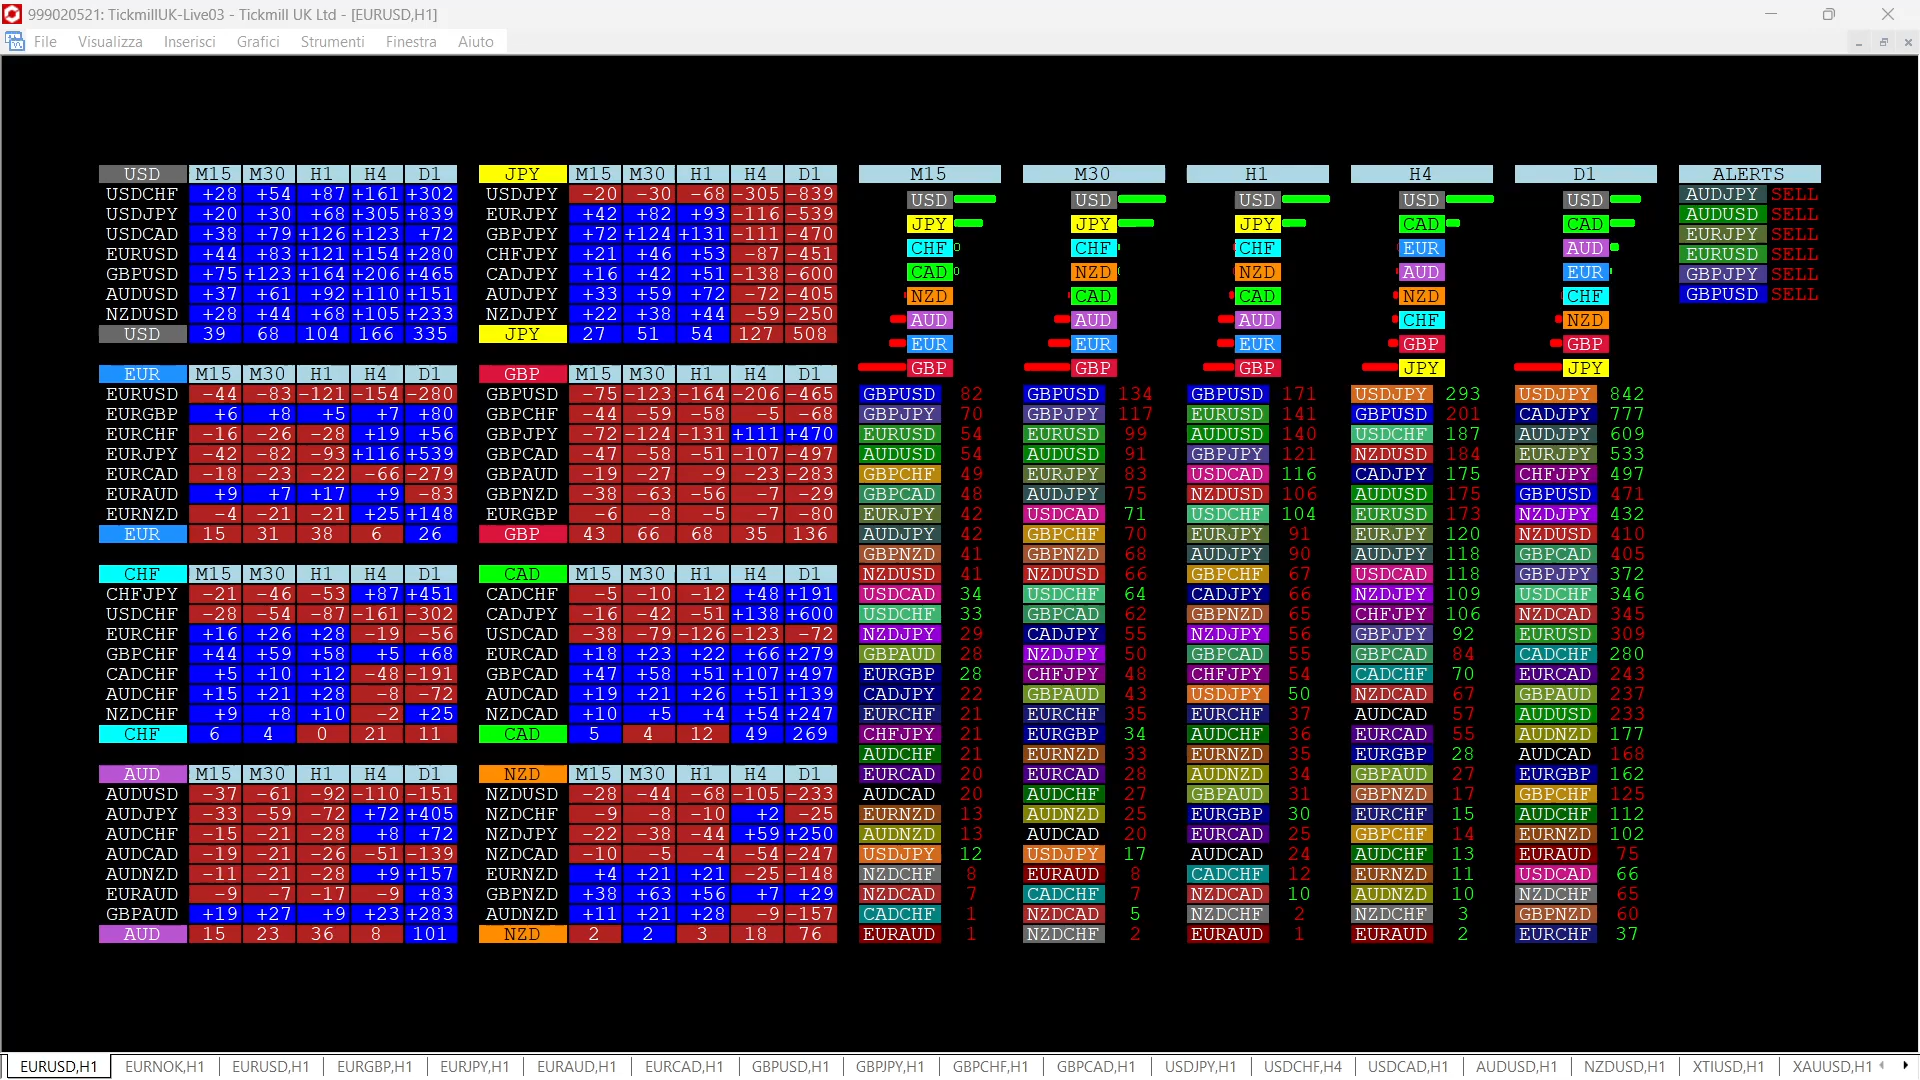 999020521: TickmillUK-Live03 - Tickmill UK Ltd - [EURUSD,H1]
File Visualizza Inserisci Grafici Strumenti Finestra Aiuto
USD M15 M30 H1 H4 D1
USDCHF +28 +54 +87 +161 +302
USDJPY +20 +30 +68 +305 +839
USDCAD +38 +79 +126 +123 +72
EURUSD +44 +83 +121 +154 +280
GBPUSD +75 +123 +164 +206 +465
AUDUSD +37 +61 +92 +110 +151
NZDUSD +28 +44 +68 +105 +233
USD 39 68 104 166 335
EUR M15 M30 H1 H4 D1
EURUSD -44 -83 -121 -154 -280
EURGBP +6 +8 +5 +7 +80
EURCHF -16 -26 -28 +19 +56
EURJPY -42 -82 -93 +116 +539
EURCAD -18 -23 -22 -66 -279
EURAUD +9 +7 +17 +9 -83
EURNZD -4 -21 -21 +25 +148
EUR 15 31 38 6 26
CHF M15 M30 H1 H4 D1
CHFJPY -21 -46 -53 +87 +451
USDCHF -28 -54 -87 -161 -302
EURCHF +16 +26 +28 -19 -56
GBPCHF +44 +59 +58 +5 +68
CADCHF +5 +10 +12 -48 -191
AUDCHF +15 +21 +28 -8 -72
NZDCHF +9 +8 +10 -2 +25
CHF 6 4 0 21 11
AUD M15 M30 H1 H4 D1
AUDUSD -37 -61 -92 -110 -151
AUDJPY -33 -59 -72 +72 +405
AUDCHF -15 -21 -28 +8 +72
AUDCAD -19 -21 -26 -51 -139
AUDNZD -11 -21 -28 +9 +157
EURAUD -9 -7 -17 -9 +83
GBPAUD +19 +27 +9 +23 +283
AUD 15 23 36 8 101
JPY M15 M30 H1 H4 D1
USDJPY -20 -30 -68 -305 -839
EURJPY +42 +82 +93 -116 -539
GBPJPY +72 +124 +131 -111 -470
CHFJPY +21 +46 +53 -87 -451
CADJPY +16 +42 +51 -138 -600
AUDJPY +33 +59 +72 -72 -405
NZDJPY +22 +38 +44 -59 -250
JPY 27 51 54 127 508
GBP M15 M30 H1 H4 D1
GBPUSD -75 -123 -164 -206 -465
GBPCHF -44 -59 -58 -5 -68
GBPJPY -72 -124 -131 +111 +470
GBPCAD -47 -58 -51 -107 -497
GBPAUD -19 -27 -9 -23 -283
GBPNZD -38 -63 -56 -7 -29
EURGBP -6 -8 -5 -7 -80
GBP 43 66 68 35 136
CAD M15 M30 H1 H4 D1
CADCHF -5 -10 -12 +48 +191
CADJPY -16 -42 -51 +138 +600
USDCAD -38 -79 -126 -123 -72
EURCAD +18 +23 +22 +66 +279
GBPCAD +47 +58 +51 +107 +497
AUDCAD +19 +21 +26 +51 +139
NZDCAD +10 +5 +4 +54 +247
CAD 5 4 12 49 269
NZD M15 M30 H1 H4 D1
NZDUSD -28 -44 -68 -105 -233
NZDCHF -9 -8 -10 +2 -25
NZDJPY -22 -38 -44 +59 +250
NZDCAD -10 -5 -4 -54 -247
EURNZD +4 +21 +21 -25 -148
GBPNZD +38 +63 +56 +7 +29
AUDNZD +11 +21 +28 -9 -157
NZD 2 2 3 18 76
M15
USD
JPY
CHF 0
CAD 0
NZD
AUD
EUR
GBP
GBPUSD 82
GBPJPY 70
EURUSD 54
AUDUSD 54
GBPCHF 49
GBPCAD 48
EURJPY 42
AUDJPY 42
GBPNZD 41
NZDUSD 41
USDCAD 34
USDCHF 33
NZDJPY 29
GBPAUD 28
EURGBP 28
CADJPY 22
EURCHF 21
CHFJPY 21
AUDCHF 21
EURCAD 20
AUDCAD 20
EURNZD 13
AUDNZD 13
USDJPY 12
NZDCHF 8
NZDCAD 7
CADCHF 1
EURAUD 1
M30
USD
JPY
CHF
NZD
CAD
AUD
EUR
GBP
GBPUSD 134
GBPJPY 117
EURUSD 99
AUDUSD 91
EURJPY 83
AUDJPY 75
USDCAD 71
GBPCHF 70
GBPNZD 68
NZDUSD 66
USDCHF 64
GBPCAD 62
CADJPY 55
NZDJPY 50
CHFJPY 48
GBPAUD 43
EURCHF 35
EURGBP 34
EURNZD 33
EURCAD 28
AUDCHF 27
AUDNZD 25
AUDCAD 20
USDJPY 17
EURAUD 8
CADCHF 7
NZDCAD 5
NZDCHF 2
H1
USD
JPY
CHF
NZD
CAD
AUD
EUR
GBP
GBPUSD 171
EURUSD 141
AUDUSD 140
GBPJPY 121
USDCAD 116
NZDUSD 106
USDCHF 104
EURJPY 91
AUDJPY 90
GBPCHF 67
CADJPY 66
GBPNZD 65
NZDJPY 56
GBPCAD 55
CHFJPY 54
USDJPY 50
EURCHF 37
AUDCHF 36
EURNZD 35
AUDNZD 34
GBPAUD 31
EURGBP 30
EURCAD 25
AUDCAD 24
CADCHF 12
NZDCAD 10
NZDCHF 2
EURAUD 1
H4
USD
CAD
EUR
AUD
NZD
CHF
GBP
JPY
USDJPY 293
GBPUSD 201
USDCHF 187
NZDUSD 184
CADJPY 175
AUDUSD 175
EURUSD 173
EURJPY 120
AUDJPY 118
USDCAD 118
NZDJPY 109
CHFJPY 106
GBPJPY 92
GBPCAD 84
CADCHF 70
NZDCAD 67
AUDCAD 57
EURCAD 55
EURGBP 28
GBPAUD 27
GBPNZD 17
EURCHF 15
GBPCHF 14
AUDCHF 13
EURNZD 11
AUDNZD 10
NZDCHF 3
EURAUD 2
D1
USD
CAD
AUD
EUR
CHF
NZD
GBP
JPY
USDJPY 842
CADJPY 777
AUDJPY 609
EURJPY 533
CHFJPY 497
GBPUSD 471
NZDJPY 432
NZDUSD 410
GBPCAD 405
GBPJPY 372
USDCHF 346
NZDCAD 345
EURUSD 309
CADCHF 280
EURCAD 243
GBPAUD 237
AUDUSD 233
AUDNZD 177
AUDCAD 168
EURGBP 162
GBPCHF 125
AUDCHF 112
EURNZD 102
EURAUD 75
USDCAD 66
NZDCHF 65
GBPNZD 60
EURCHF 37
ALERTS
AUDJPY SELL
AUDUSD SELL
EURJPY SELL
EURUSD SELL
GBPJPY SELL
GBPUSD SELL
EURUSD,H1 EURNOK,H1 EURUSD,H1 EURGBP,H1 EURJPY,H1 EURAUD,H1 EURCAD,H1 GBPUSD,H1 GBPJPY,H1 GBPCHF,H1 GBPCAD,H1 USDJPY,H1 USDCHF,H4 USDCAD,H1 AUDUSD,H1 NZDUSD,H1 XTIUSD,H1 XAUUSD,H1